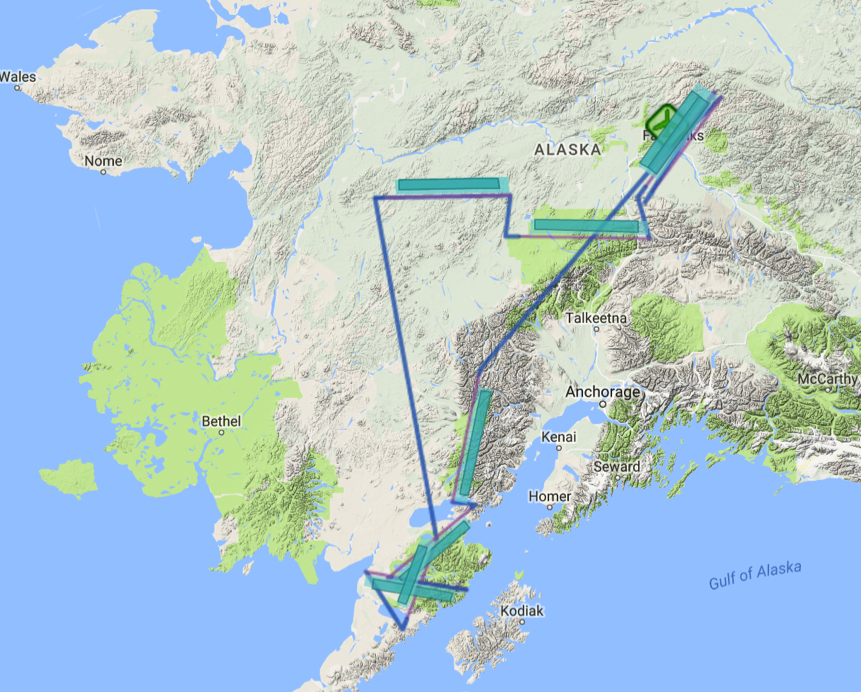 Wales
Nome
ALASKA
Talkeetna
McCarthy
Anchorage
Bethel
Kenai
Seward
Homer
Gulf of Alaska
Kodiak